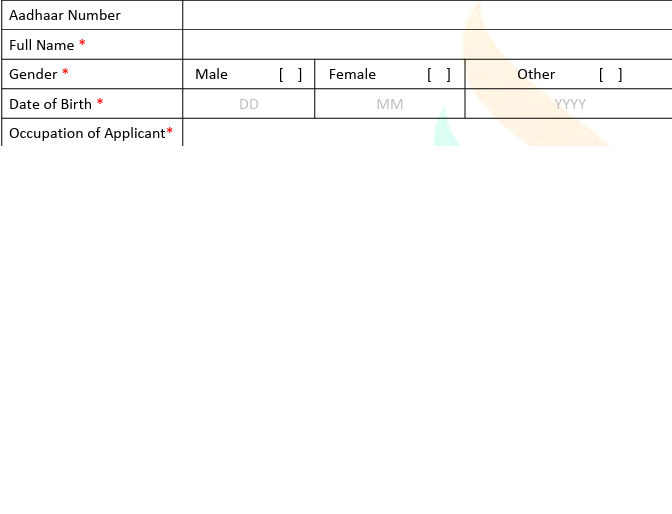 Aadhaar Number
Full Name *
Gender * Male [ ] Female [ ] Other [ ]
Date of Birth * DD MM YYYY
Occupation of Applicant*